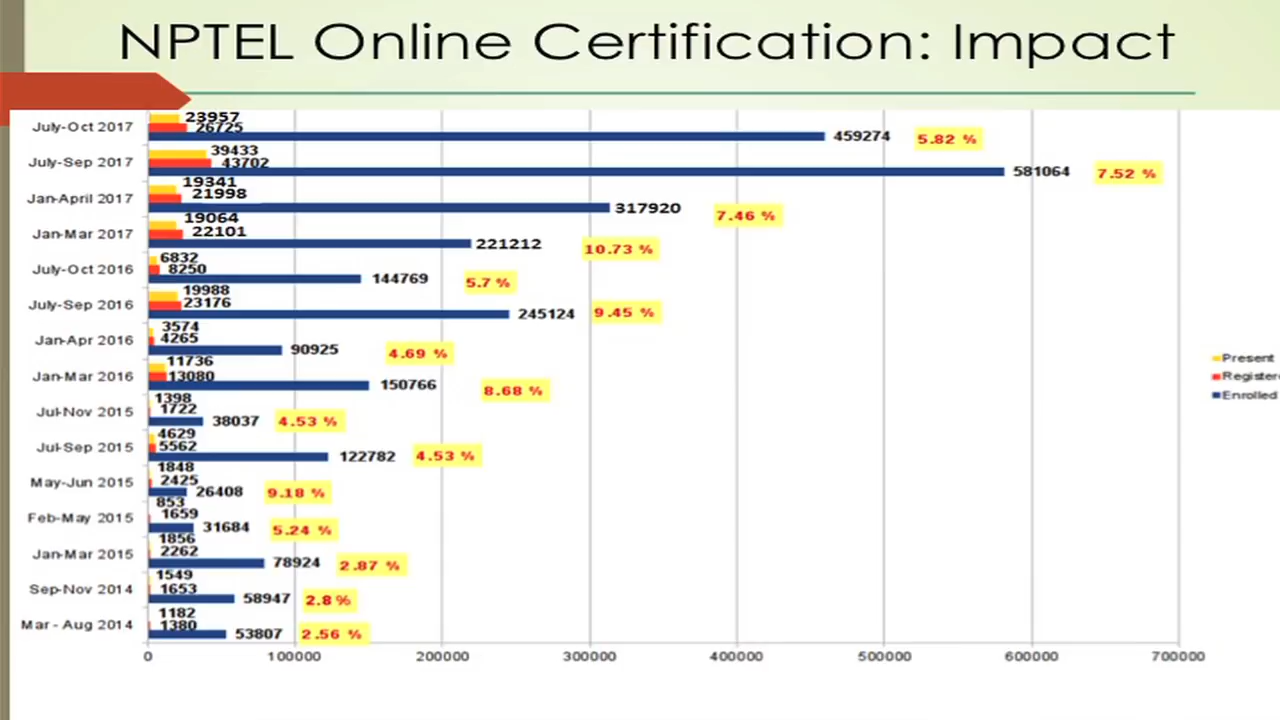 NPTEL Online Certification: Impact
23957
July-Oct 2017 26725
459274 5.82 %
39433
July-Sep 2017 43702
581064 7.52 %
19341
Jan-April 2017 21998
317920 7.46 %
19064
Jan-Mar 2017 22101
221212 10.73 %
6832
July-Oct 2016 8250
144769 5.7 %
19988
July-Sep 2016 23176
245124 9.45 %
3574
Jan-Apr 2016 4265
90925 4.69 %
11736
Jan-Mar 2016 13080
150766 8.68 %
1398
Jul-Nov 2015 1722
38037 4.53 %
4629
Jul-Sep 2015 5562
122782 4.53 %
1848
May-Jun 2015 2425
26408 9.18 %
853
Feb-May 2015 1659
31684 5.24 %
1856
Jan-Mar 2015 2262
78924 2.87 %
1549
Sep-Nov 2014 1653
58947 2.8 %
1182
Mar - Aug 2014 1380
53807 2.56 %
0 100000 200000 300000 400000 500000 600000 700000
Present
Registere
Enrolled